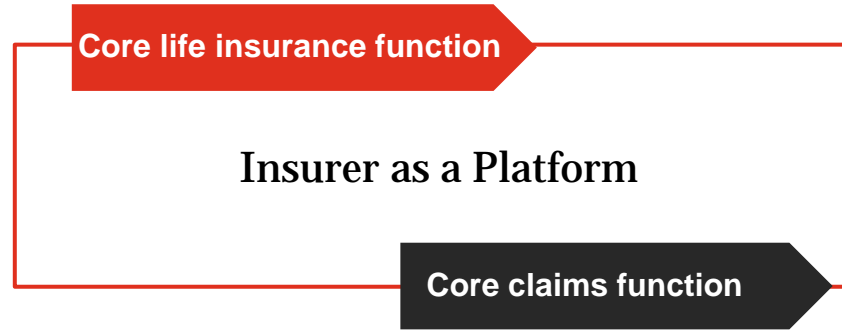 Core life insurance function
Insurer as a Platform
Core claims function